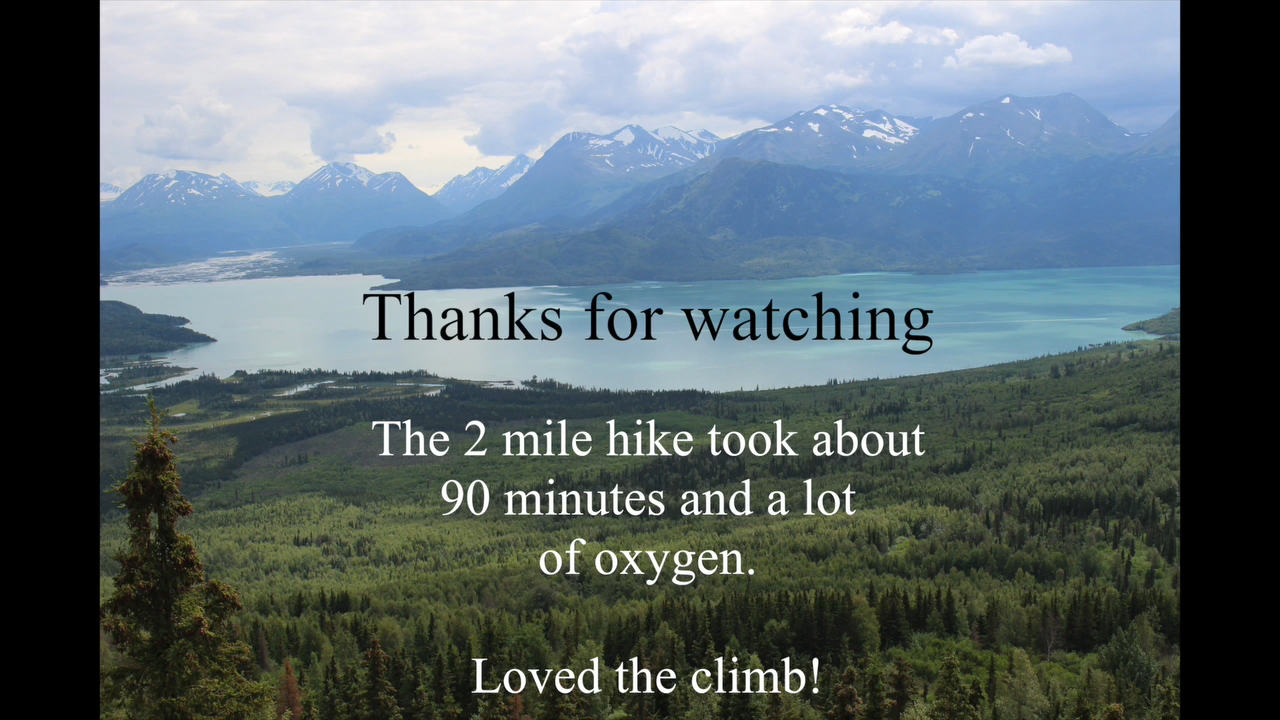 Thanks for watching
The 2 mile hike took about
90 minutes and a lot
of oxygen.
Loved the climb!